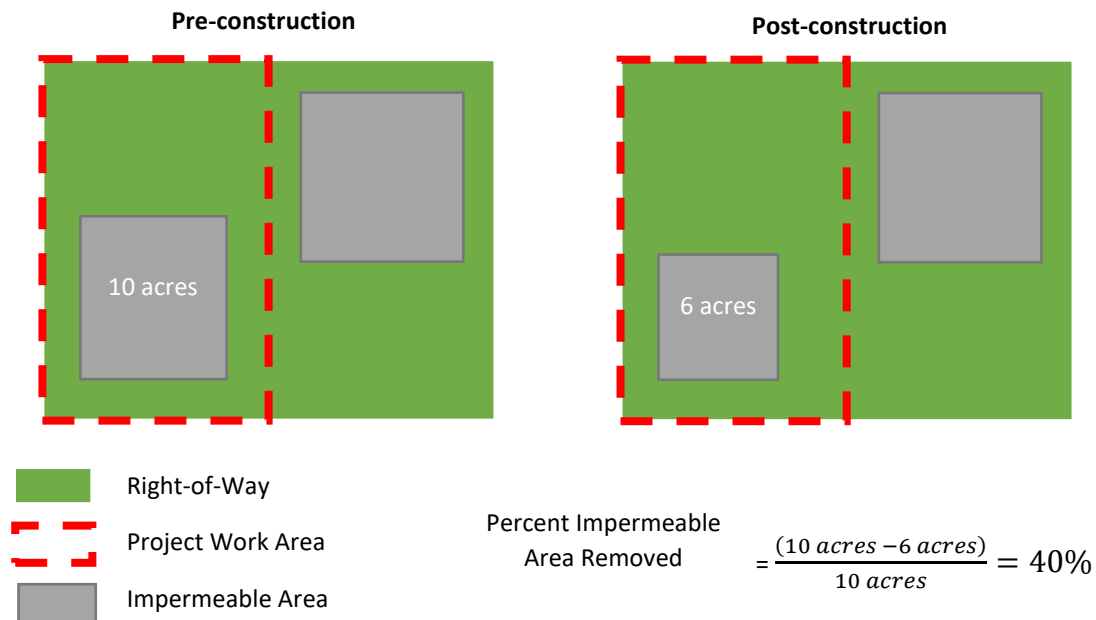 Pre-construction
Post-construction
10 acres
6 acres
Right-of-Way
Project Work Area
Impermeable Area
Percent Impermeable
Area Removed
= (10 acres −6 acres) / 10 acres = 40%